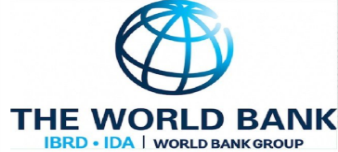 THE WORLD BANK
IBRD • IDA | WORLD BANK GROUP